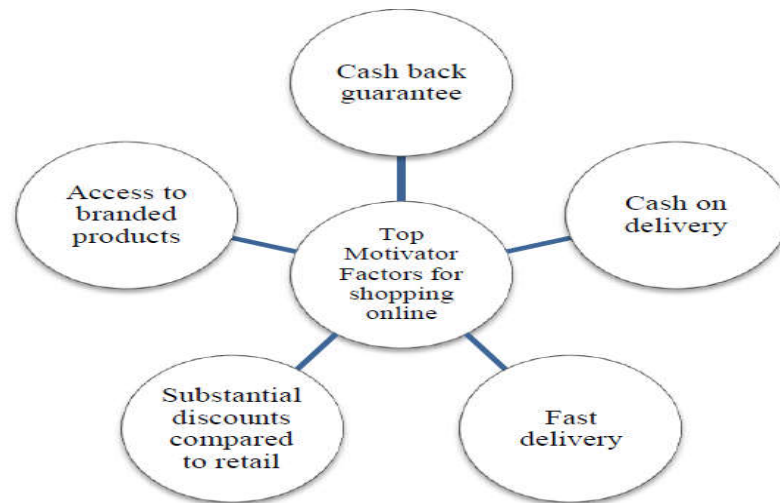 Cash back
guarantee
Access to
branded
products
Top
Motivator
Factors for
shopping
online
Cash on
delivery
Substantial
discounts
compared
to retail
Fast
delivery